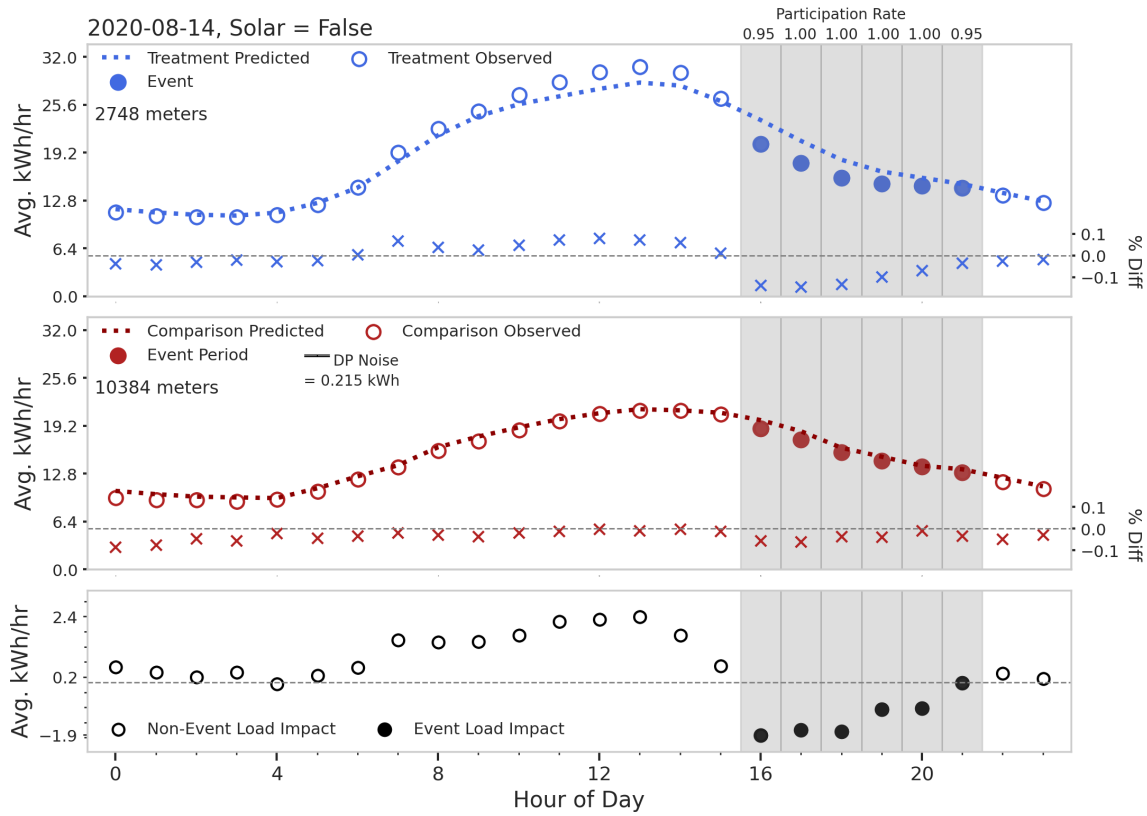 Participation Rate
2020-08-14, Solar = False
0.95 1.00 1.00 1.00 1.00 0.95
Treatment Predicted
Treatment Observed
Event
2748 meters
Avg. kWh/hr
32.0
25.6
19.2
12.8
6.4
0.0
0.1
0.0
−0.1
% Diff
Comparison Predicted
Comparison Observed
Event Period
DP Noise
= 0.215 kWh
10384 meters
Avg. kWh/hr
32.0
25.6
19.2
12.8
6.4
0.0
0.1
0.0
−0.1
% Diff
Avg. kWh/hr
2.4
0.2
−1.9
Non-Event Load Impact
Event Load Impact
0 4 8 12 16 20
Hour of Day